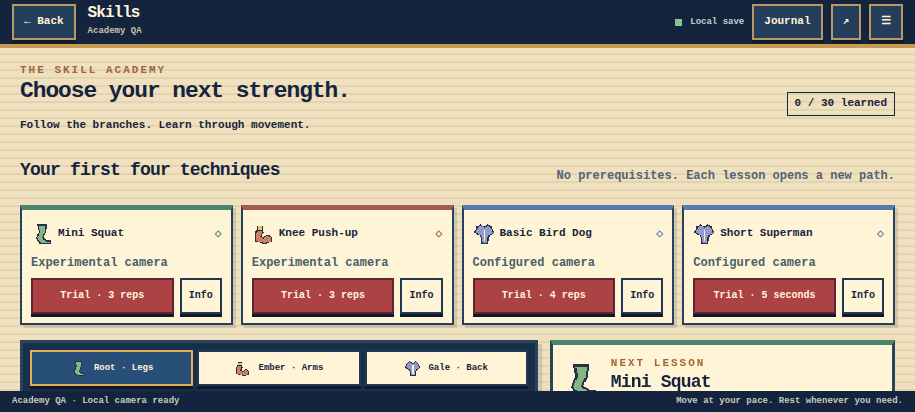 ← Back
Skills
Academy QA
Local save
Journal
↗
☰
THE SKILL ACADEMY
Choose your next strength.
Follow the branches. Learn through movement.
0 / 30 learned
Your first four techniques
No prerequisites. Each lesson opens a new path.
Mini Squat
Experimental camera
Trial · 3 reps
Info
Knee Push-up
Experimental camera
Trial · 3 reps
Info
Basic Bird Dog
Configured camera
Trial · 4 reps
Info
Short Superman
Configured camera
Trial · 5 seconds
Info
Root · Legs
Ember · Arms
Gale · Back
NEXT LESSON
Mini Squat
Academy QA · Local camera ready
Move at your pace. Rest whenever you need.